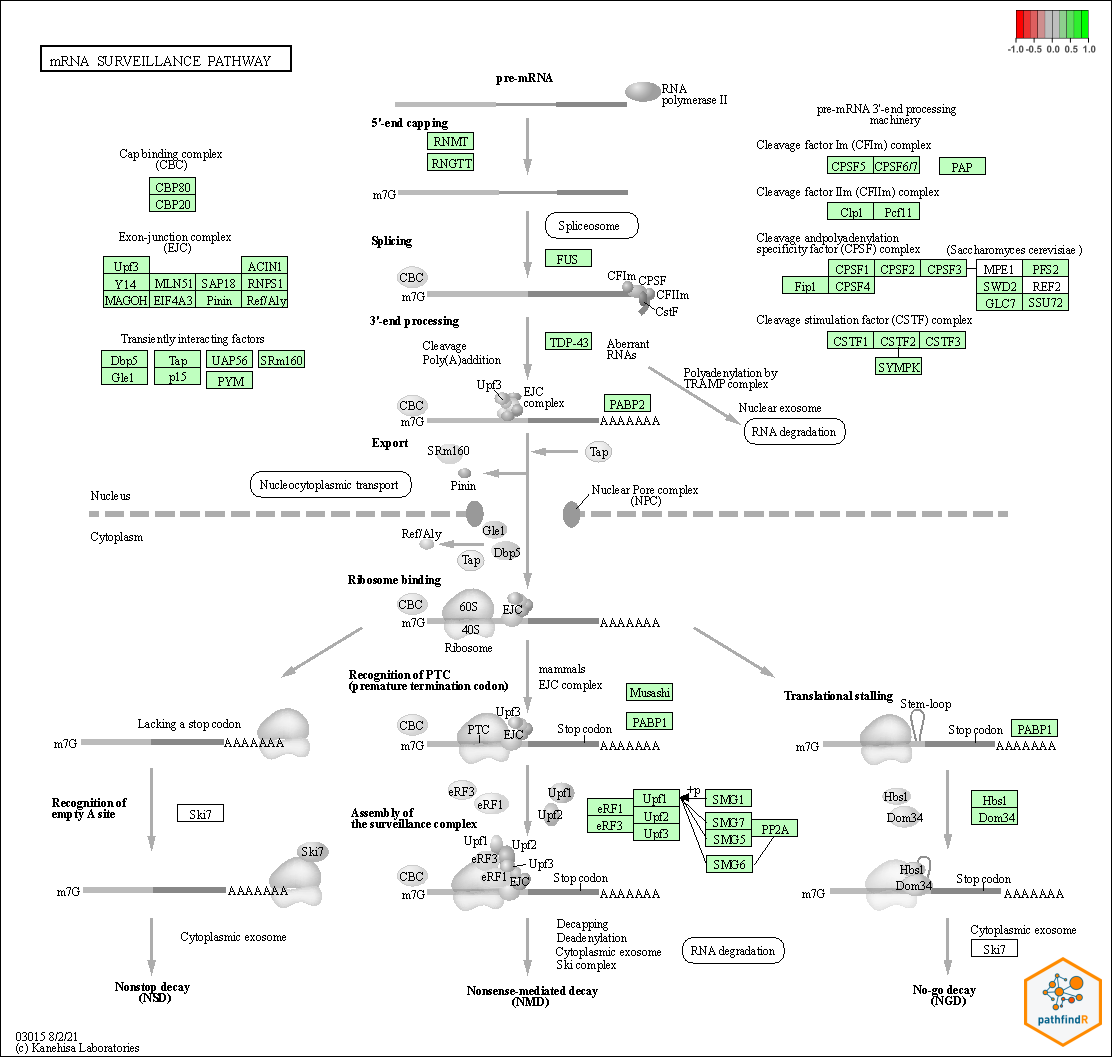 -1.0 -0.5 0.0 0.5 1.0
mRNA SURVEILLANCE PATHWAY
pre-mRNA
RNA
polymerase II
5'-end capping
RNMT
RNGTT
m7G
Spliceosome
Splicing
FUS
CBC
m7G
CFIm
CPSF
CFIIm
CstF
3'-end processing
Cleavage
Poly(A)addition
TDP-43
Aberrant
RNAs
Polyadenylation by
TRAMP complex
Nuclear exosome
RNA degradation
Upf3
EJC
complex
PABP2
CBC
m7G
AAAAAAA
Cap binding complex
(CBC)
CBP80
CBP20
Exon-junction complex
(EJC)
Upf3
ACIN1
Y14
MLN51
SAP18
RNPS1
MAGOH
EIF4A3
Pinin
Ref/Aly
Transiently interacting factors
Dbp5
Tap
UAP56
SRm160
Gle1
p15
PYM
pre-mRNA 3'-end processing
machinery
Cleavage factor Im (CFIm) complex
CPSF5
CPSF6/7
PAP
Cleavage factor IIm (CFIIm) complex
Clp1
Pcf11
Cleavage andpolyadenylation
specificity factor (CPSF) complex
(Saccharomyces cerevisiae )
CPSF1
CPSF2
CPSF3
MPE1
PFS2
Fip1
CPSF4
SWD2
REF2
GLC7
SSU72
Cleavage stimulation factor (CSTF) complex
CSTF1
CSTF2
CSTF3
SYMPK
Export
SRm160
Tap
Pinin
Nucleocytoplasmic transport
Nucleus
Nuclear Pore complex
(NPC)
Cytoplasm
Ref/Aly
Gle1
Tap
Dbp5
Ribosome binding
CBC
m7G
60S
40S
EJC
AAAAAAA
Ribosome
Recognition of PTC
(premature termination codon)
mammals
EJC complex
Musashi
PABP1
CBC
m7G
PTC
Upf3
EJC
Stop codon
AAAAAAA
Lacking a stop codon
m7G
AAAAAAA
Translational stalling
Stem-loop
m7G
Stop codon
PABP1
AAAAAAA
Recognition of
empty A site
Ski7
Ski7
m7G
AAAAAAA
Cytoplasmic exosome
Nonstop decay
(NSD)
eRF3
eRF1
Upf1
Upf2
Assembly of
the surveillance complex
eRF1
eRF3
Upf1
Upf2
Upf3
+p
SMG1
SMG7
SMG5
SMG6
PP2A
Upf1
Upf2
eRF3
Upf3
eRF1
EJC
CBC
m7G
Stop codon
AAAAAAA
Decapping
Deadenylation
Cytoplasmic exosome
Ski complex
RNA degradation
Nonsense-mediated decay
(NMD)
Hbs1
Dom34
Hbs1
Dom34
Hbs1
Dom34
m7G
Stop codon
AAAAAAA
Cytoplasmic exosome
Ski7
No-go decay
(NGD)
pathfindR
03015 8/2/21
(c) Kanehisa Laboratories